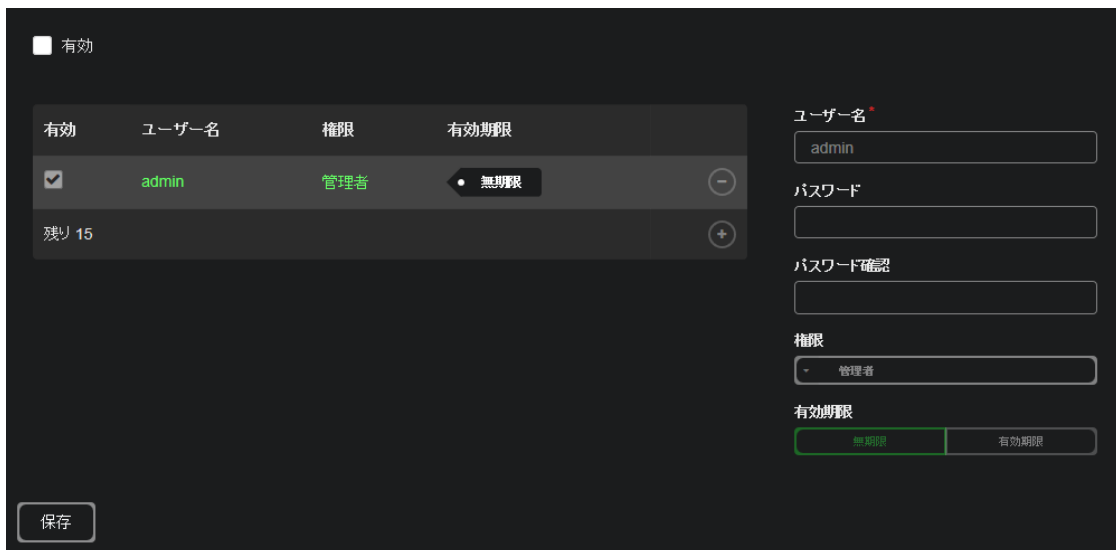 有効
有効 ユーザー名 権限 有効期限
admin 管理者 無期限
残り 15
ユーザー名*
admin
パスワード
パスワード確認
権限
管理者
有効期限
無期限 有効期限
保存